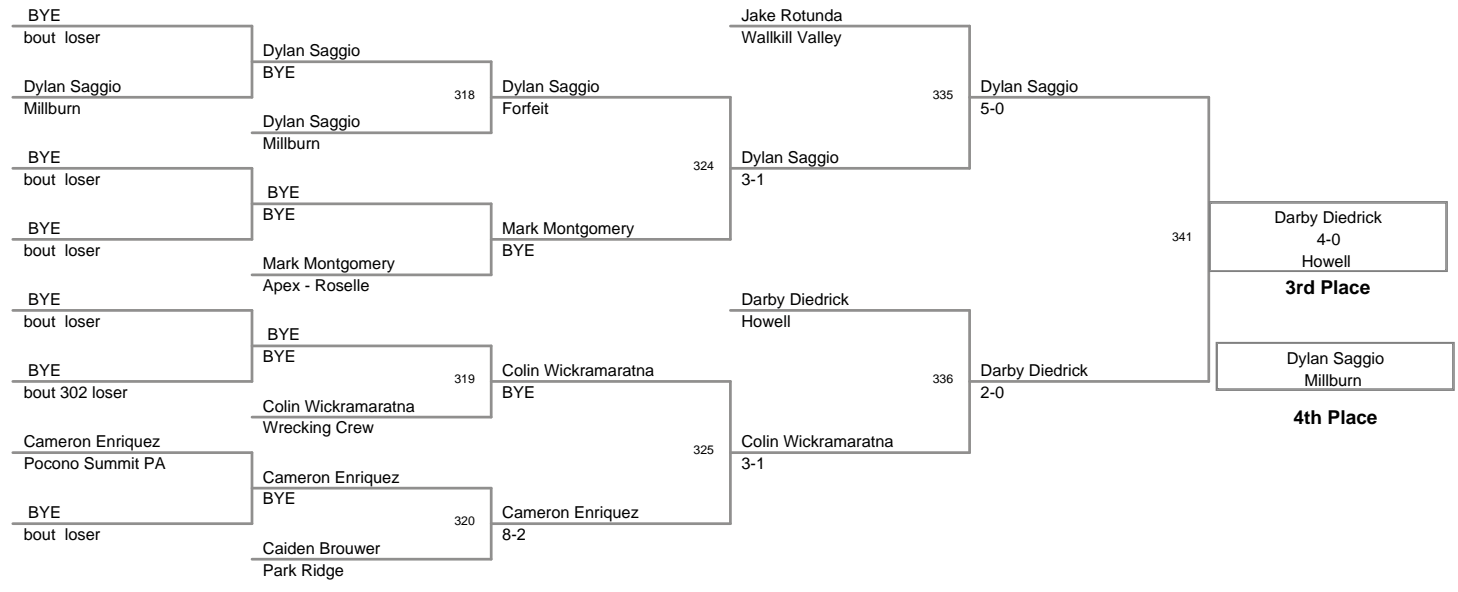 BYE
bout loser
Dylan Saggio
Millburn
BYE
bout loser
BYE
bout loser
BYE
bout loser
BYE
bout 302 loser
Cameron Enriquez
Pocono Summit PA
BYE
bout loser
Dylan Saggio
BYE
318
Dylan Saggio
Millburn
BYE
BYE
Mark Montgomery
Apex - Roselle
BYE
BYE
319
Colin Wickramaratna
Wrecking Crew
Cameron Enriquez
BYE
320
Caiden Brouwer
Park Ridge
Dylan Saggio
Forfeit
324
Mark Montgomery
BYE
Colin Wickramaratna
BYE
325
Cameron Enriquez
8-2
Jake Rotunda
Wallkill Valley
335
Dylan Saggio
3-1
Darby Diedrick
Howell
336
Colin Wickramaratna
3-1
Dylan Saggio
5-0
341
Darby Diedrick
2-0
Darby Diedrick
4-0
Howell
3rd Place
Dylan Saggio
Millburn
4th Place